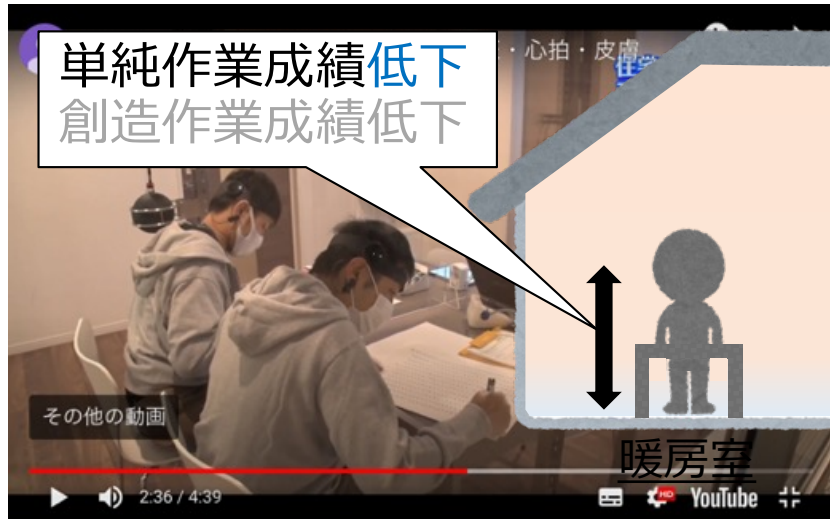 ・心拍・皮膚
単純作業成績低下
創造作業成績低下
その他の動画
暖房室
2:36 / 4:39
HD
YouTube